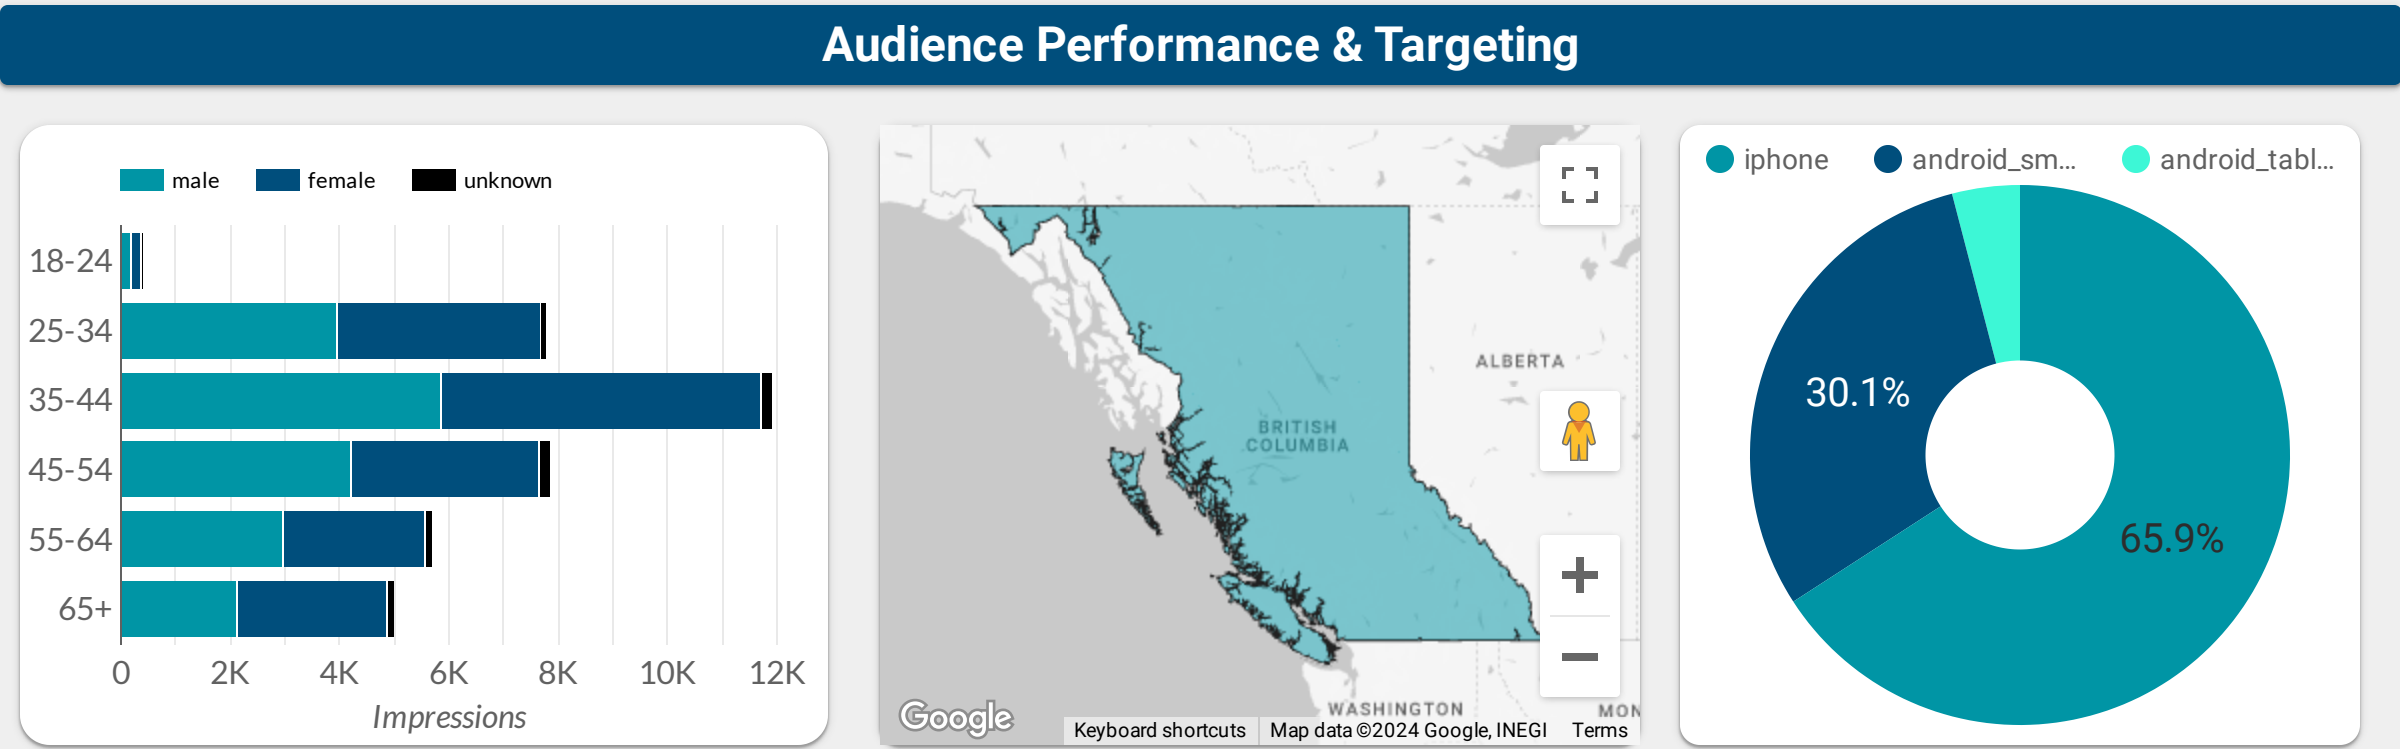 Audience Performance & Targeting
male female unknown
18-24
25-34
35-44
45-54
55-64
65+
0 2K 4K 6K 8K 10K 12K
Impressions
ALBERTA
BRITISH
COLUMBIA
WASHINGTON
MON
Google
Keyboard shortcuts Map data ©2024 Google, INEGI Terms
iphone android_sm... android_tabl...
30.1%
65.9%